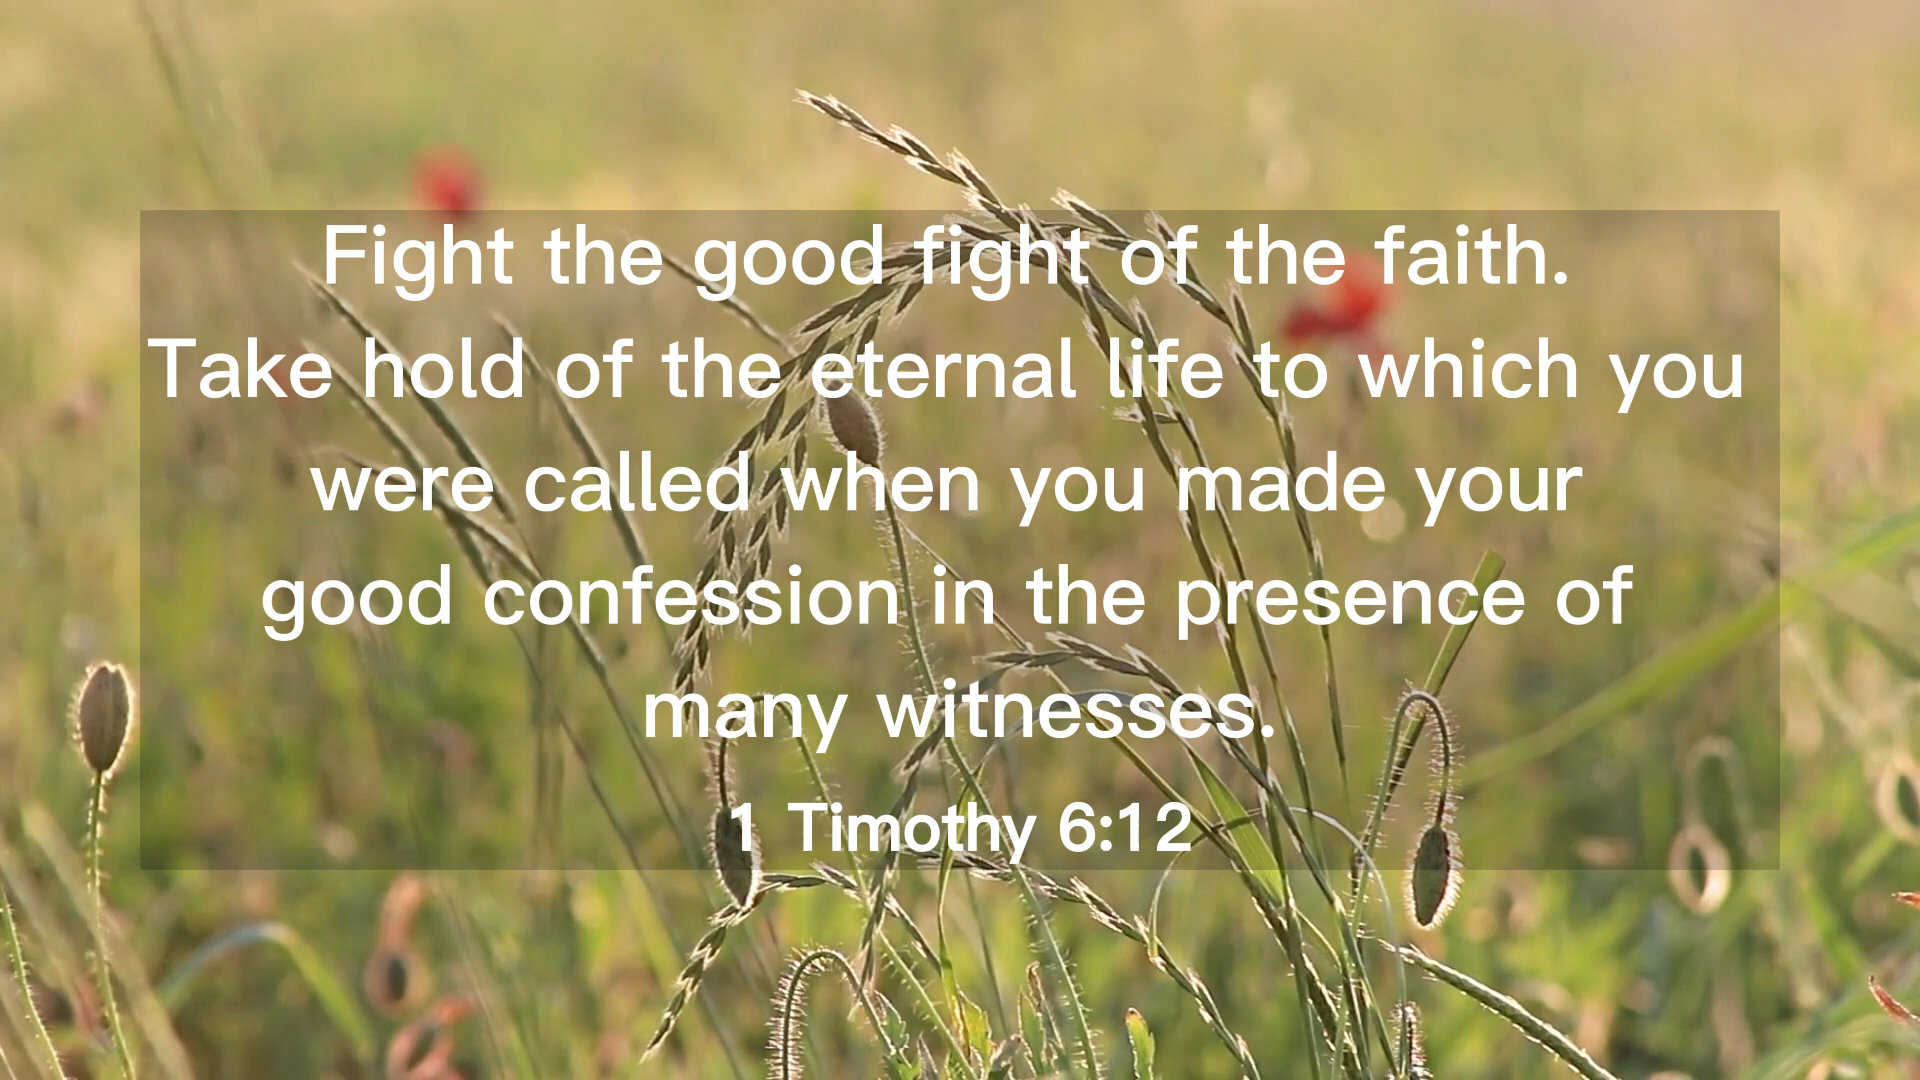 Fight the good fight of the faith.
Take hold of the eternal life to which you
were called when you made your
good confession in the presence of
many witnesses.
1 Timothy 6:12